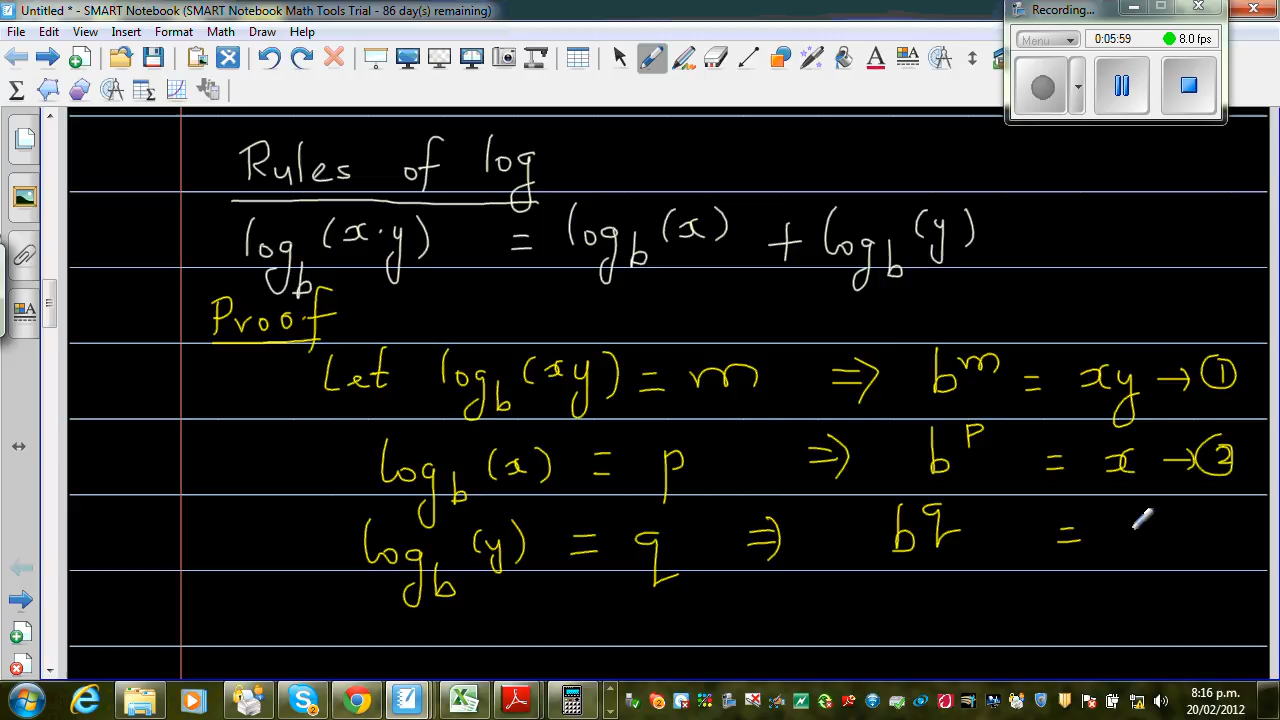 Untitled * - SMART Notebook (SMART Notebook Math Tools Trial - 86 day(s) remaining)
Recording...
File Edit View Insert Format Math Draw Help
Menu 0:05:59 8.0 fps
Rules of log
log_b (x·y) = log_b (x) + log_b (y)
Proof
Let log_b (xy) = m ⇒ b^m = xy → ①
log_b (x) = p ⇒ b^p = x → ②
log_b (y) = q ⇒ b^q =
8:16 p.m.
20/02/2012